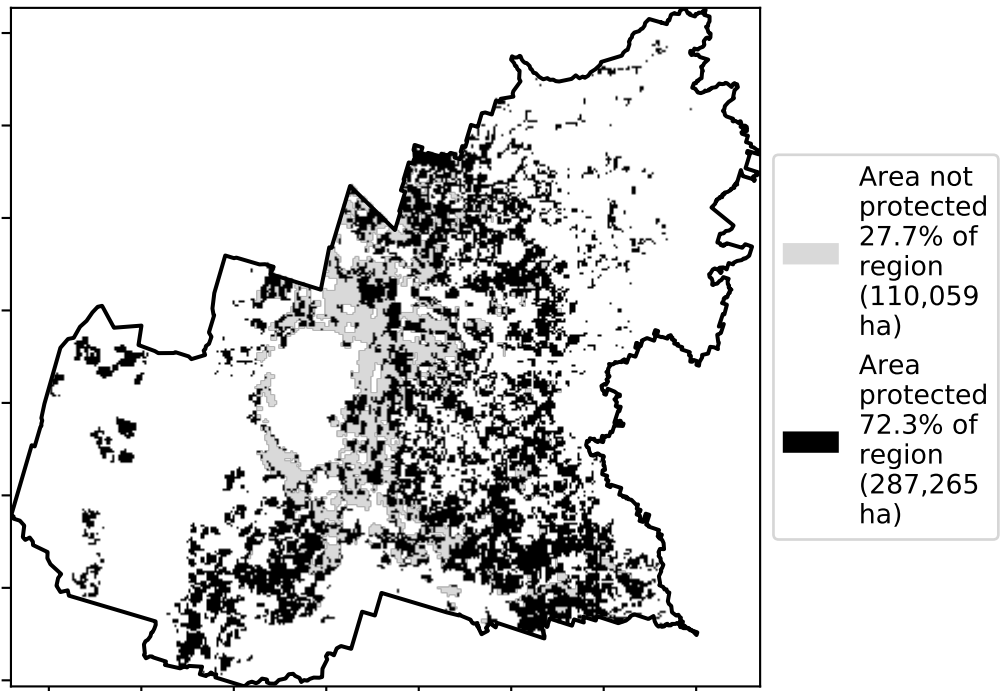 Area not
protected
27.7% of
region
(110,059
ha)
Area
protected
72.3% of
region
(287,265
ha)